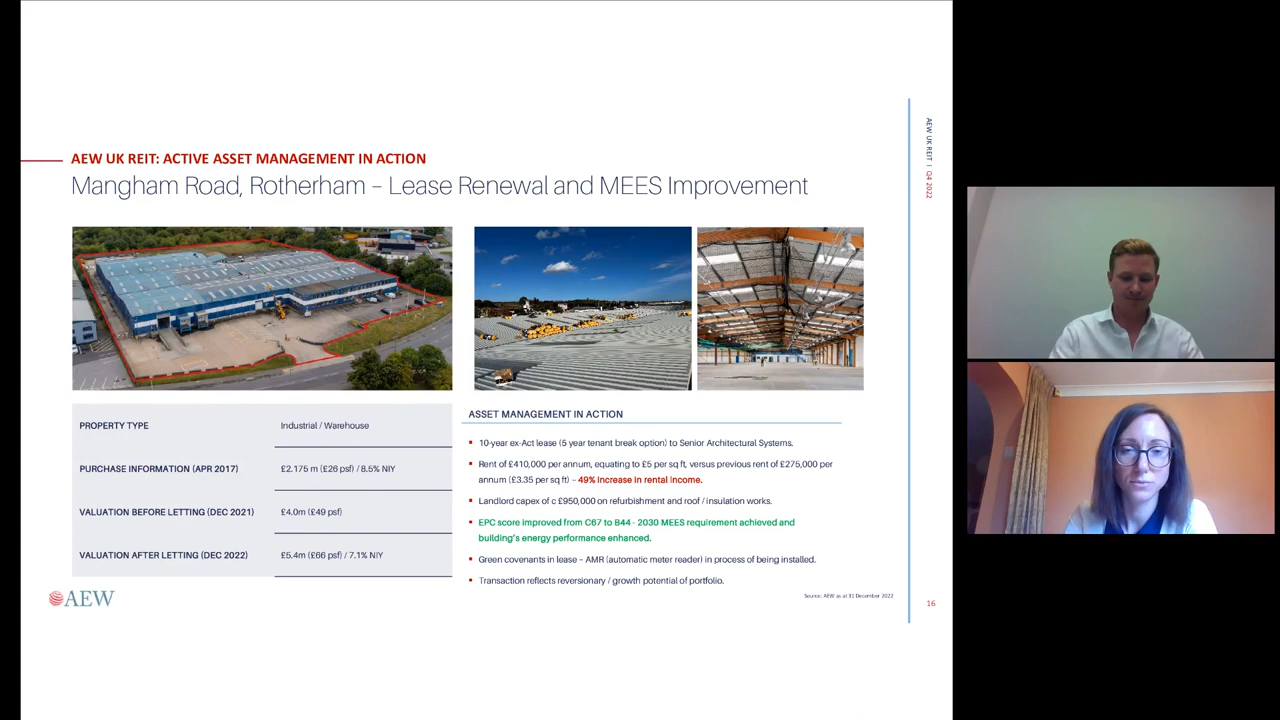 AEW UK REIT: ACTIVE ASSET MANAGEMENT IN ACTION
Mangham Road, Rotherham – Lease Renewal and MEES Improvement
PROPERTY TYPE
Industrial / Warehouse
PURCHASE INFORMATION (APR 2017)
£2.175 m (£26 psf) / 8.5% NIY
VALUATION BEFORE LETTING (DEC 2021)
£4.0m (£49 psf)
VALUATION AFTER LETTING (DEC 2022)
£5.4m (£66 psf) / 7.1% NIY
ASSET MANAGEMENT IN ACTION
10-year ex-Act lease (5 year tenant break option) to Senior Architectural Systems.
Rent of £410,000 per annum, equating to £5 per sq ft, versus previous rent of £275,000 per
annum (£3.35 per sq ft) – 49% increase in rental income.
Landlord capex of c £950,000 on refurbishment and roof / insulation works.
EPC score improved from C67 to B44 - 2030 MEES requirement achieved and
building's energy performance enhanced.
Green covenants in lease – AMR (automatic meter reader) in process of being installed.
Transaction reflects reversionary / growth potential of portfolio.
Source: AEW as at 31 December 2022
AEW
AEW UK REIT | Q4 2022
16